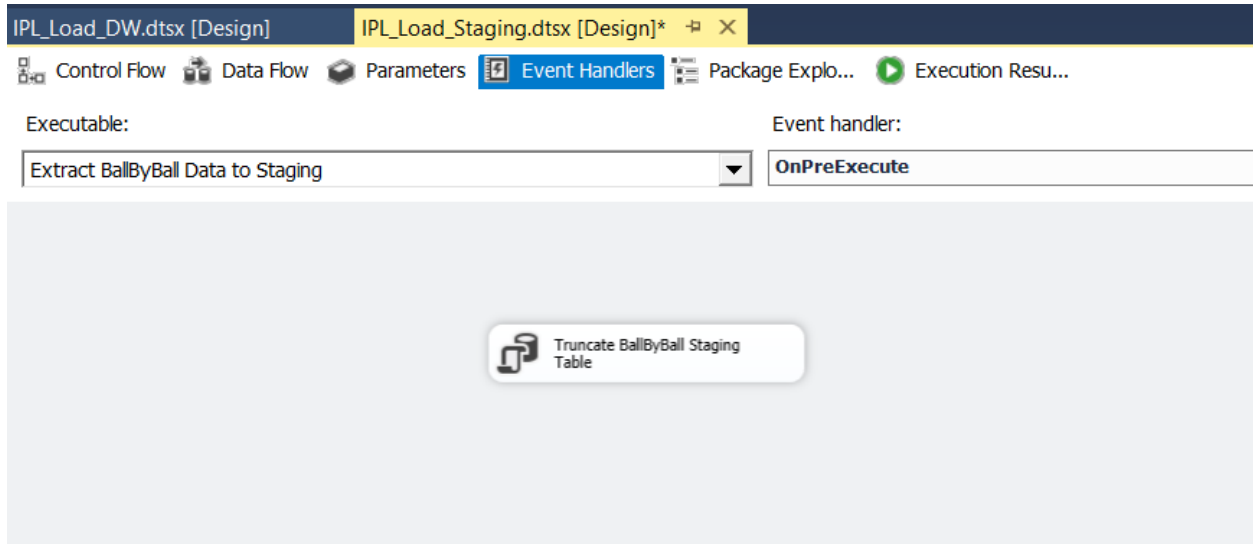 IPL_Load_DW.dtsx [Design] IPL_Load_Staging.dtsx [Design]*
Control Flow Data Flow Parameters Event Handlers Package Explo... Execution Resu...
Executable: Event handler:
Extract BallByBall Data to Staging OnPreExecute
Truncate BallByBall Staging
Table